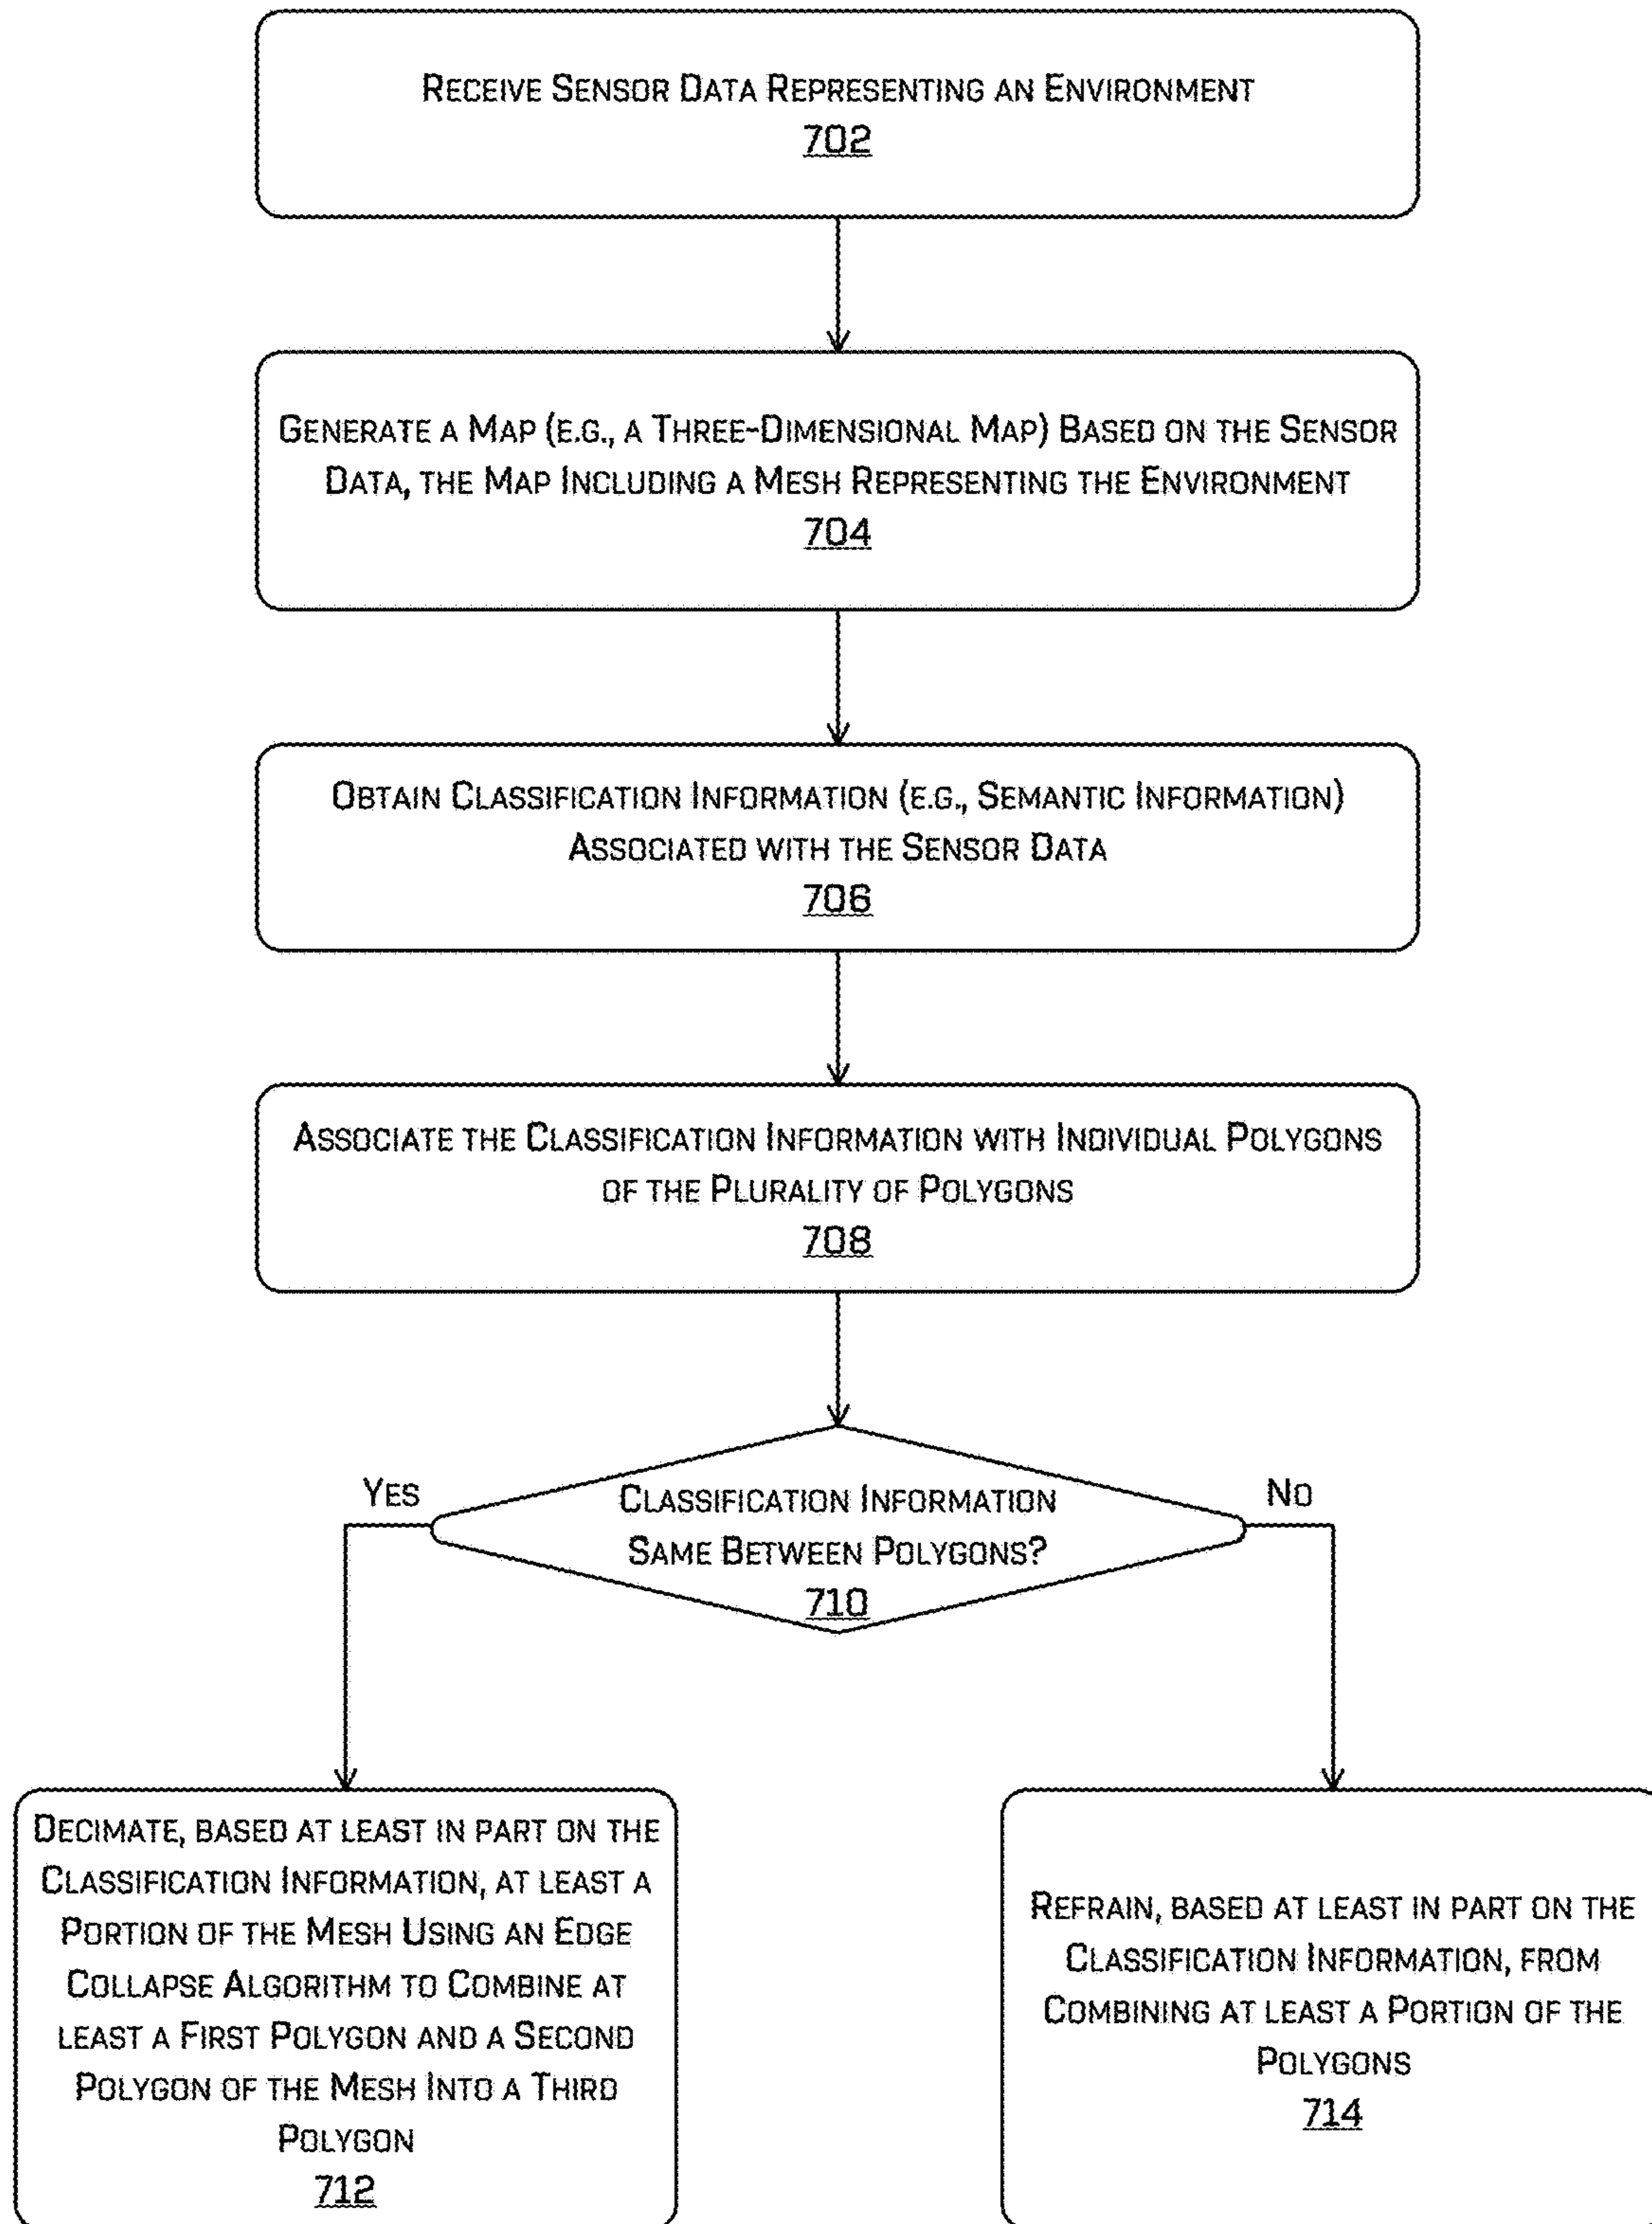 Receive Sensor Data Representing an Environment
702
Generate a Map (e.g., a Three-Dimensional Map) Based on the Sensor
Data, the Map Including a Mesh Representing the Environment
704
Obtain Classification Information (e.g., Semantic Information)
Associated with the Sensor Data
706
Associate the Classification Information with Individual Polygons
of the Plurality of Polygons
708
Yes
No
Classification Information
Same Between Polygons?
710
Decimate, based at least in part on the
Classification Information, at least a
Portion of the Mesh Using an Edge
Collapse Algorithm to Combine at
least a First Polygon and a Second
Polygon of the Mesh Into a Third
Polygon
712
Refrain, based at least in part on the
Classification Information, from
Combining at least a Portion of the
Polygons
714